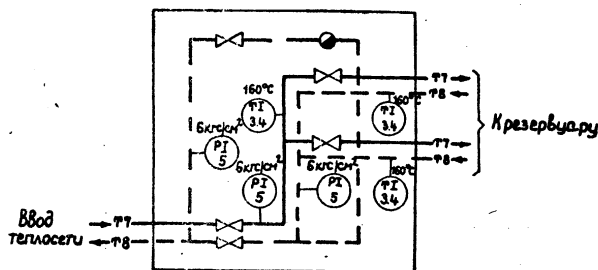 160°С
Т7
160°С
Т8
TI
3.4
TI
3.4
6кгс/см²
PI
5
Т7
К резервуару
6кгс/см²
6кгс/см²
Т8
160°С
PI
5
PI
5
TI
3.4
Ввод
теплосети
Т7
Т8